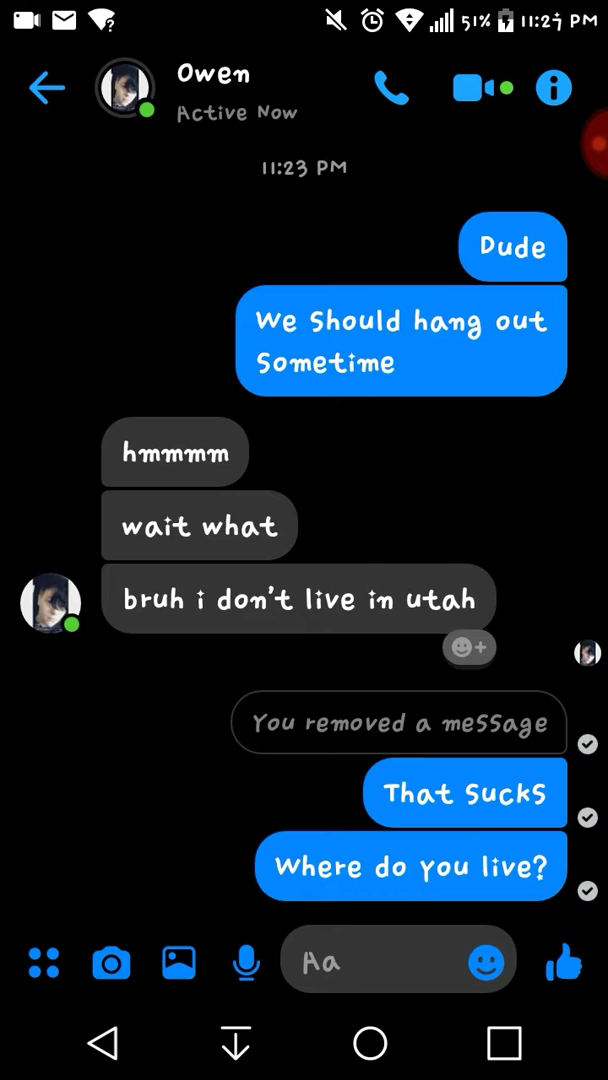 51% 11:27 PM
Owen
Active Now
11:23 PM
Dude
We Should hang out
Sometime
hmmmm
wait what
bruh i don't live in utah
You removed a message
That Sucks
Where do you live?
Aa